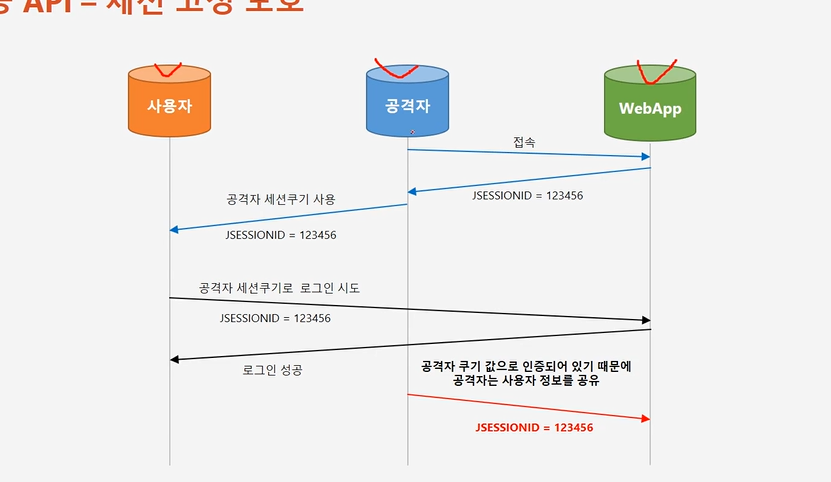 API = 세션 고정 보호
사용자
공격자
WebApp
접속
JSESSIONID = 123456
공격자 세션쿠기 사용
JSESSIONID = 123456
공격자 세션쿠기로 로그인 시도
JSESSIONID = 123456
로그인 성공
공격자 쿠기 값으로 인증되어 있기 때문에
공격자는 사용자 정보를 공유
JSESSIONID = 123456